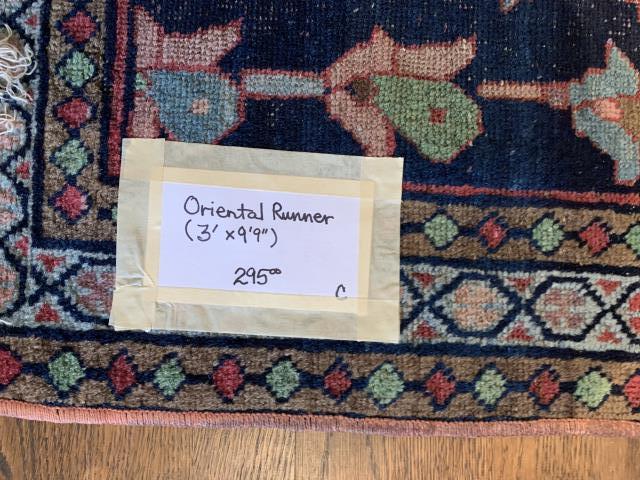 Oriental Runner
(3' x 9'9")
295⁰⁰
C